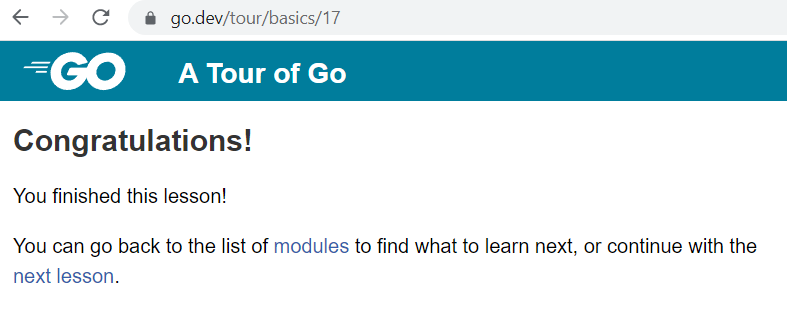 go.dev/tour/basics/17
GO
A Tour of Go
Congratulations!
You finished this lesson!
You can go back to the list of modules to find what to learn next, or continue with the
next lesson.